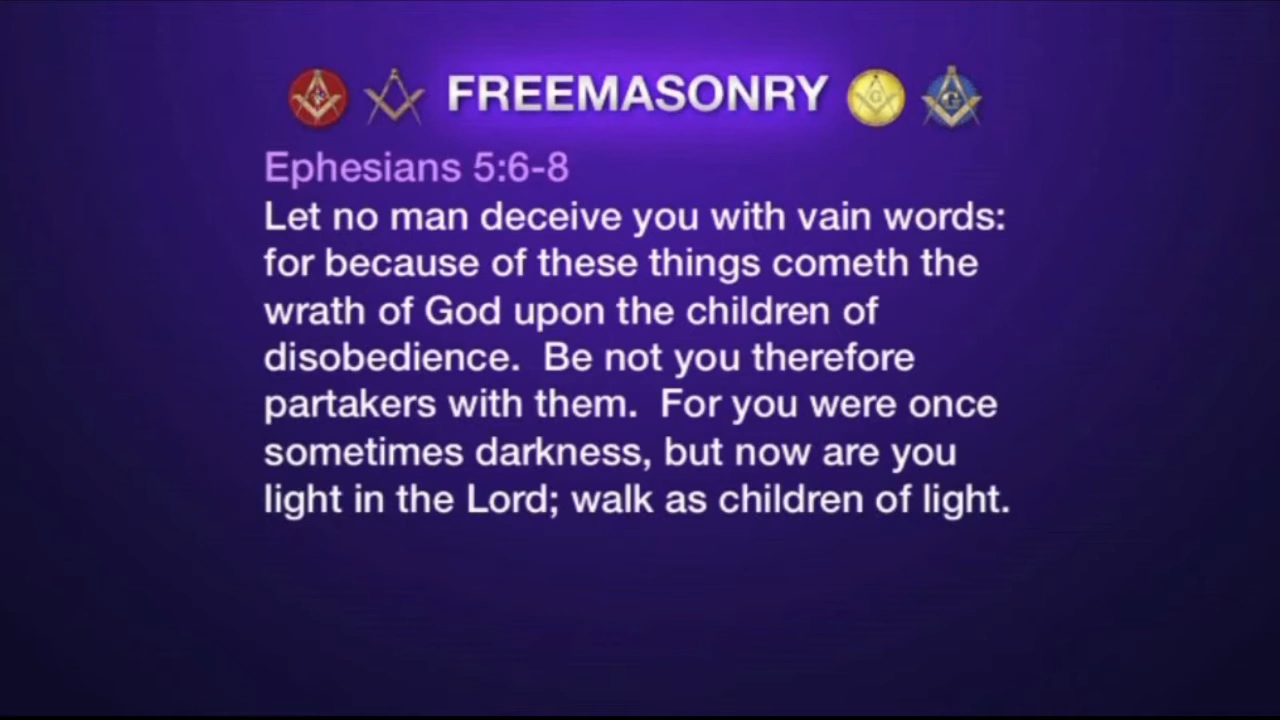 FREEMASONRY
Ephesians 5:6-8
Let no man deceive you with vain words:
for because of these things cometh the
wrath of God upon the children of
disobedience.  Be not you therefore
partakers with them.  For you were once
sometimes darkness, but now are you
light in the Lord; walk as children of light.